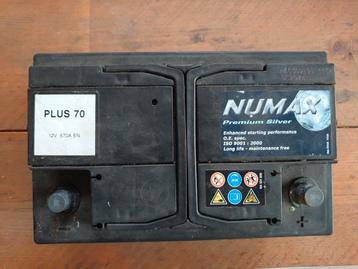 PLUS 70
12V 570A EN
NUMAX
Premium Silver
Enhanced starting performance
O.E. spec.
ISO 9001 : 2000
Long life - maintenance free
+